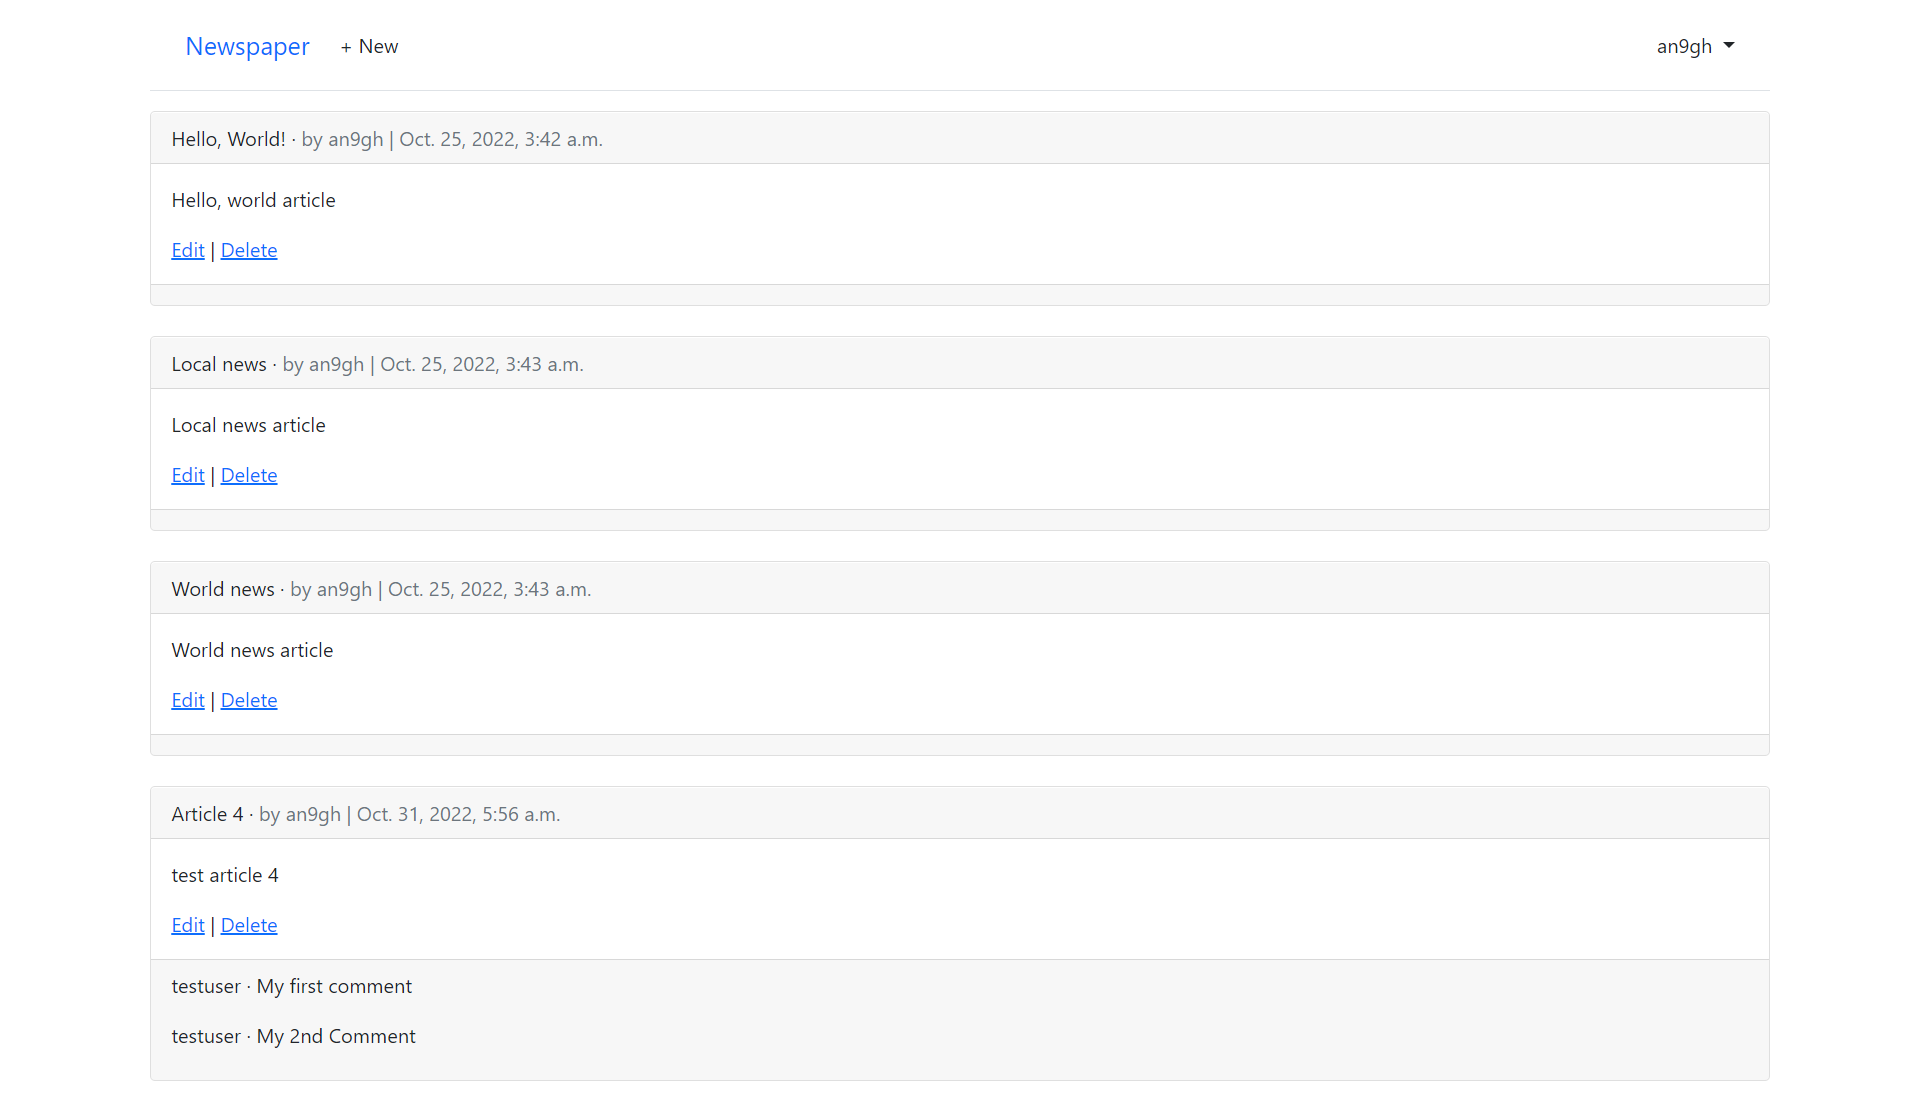 Newspaper + New an9gh
Hello, World! · by an9gh | Oct. 25, 2022, 3:42 a.m.
Hello, world article
Edit | Delete
Local news · by an9gh | Oct. 25, 2022, 3:43 a.m.
Local news article
Edit | Delete
World news · by an9gh | Oct. 25, 2022, 3:43 a.m.
World news article
Edit | Delete
Article 4 · by an9gh | Oct. 31, 2022, 5:56 a.m.
test article 4
Edit | Delete
testuser · My first comment
testuser · My 2nd Comment